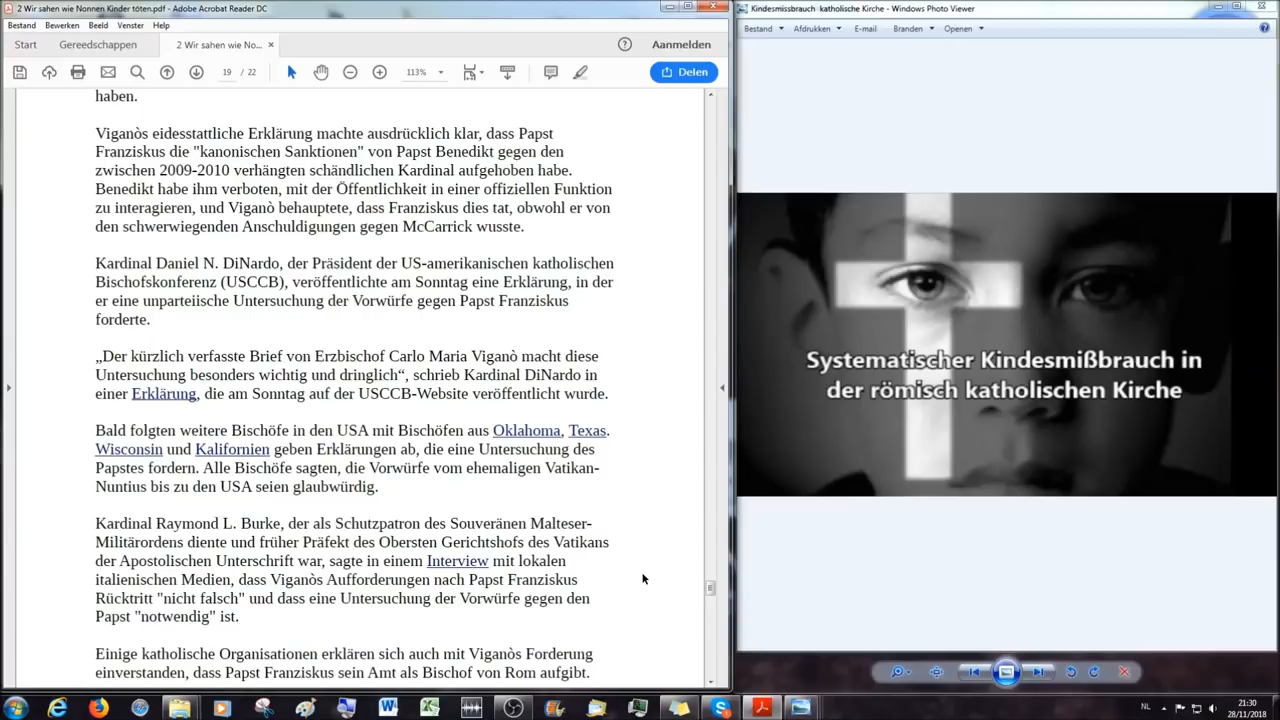 2 Wir sahen wie Nonnen Kinder töten.pdf - Adobe Acrobat Reader DC
Bestand Bewerken Beeld Venster Help
Start Gereedschappen 2 Wir sahen wie No... × Aanmelden
19 / 22 113% Delen
haben.
Viganòs eidesstattliche Erklärung machte ausdrücklich klar, dass Papst
Franziskus die "kanonischen Sanktionen" von Papst Benedikt gegen den
zwischen 2009-2010 verhängten schändlichen Kardinal aufgehoben habe.
Benedikt habe ihm verboten, mit der Öffentlichkeit in einer offiziellen Funktion
zu interagieren, und Viganò behauptete, dass Franziskus dies tat, obwohl er von
den schwerwiegenden Anschuldigungen gegen McCarrick wusste.
Kardinal Daniel N. DiNardo, der Präsident der US-amerikanischen katholischen
Bischofskonferenz (USCCB), veröffentlichte am Sonntag eine Erklärung, in der
er eine unparteiische Untersuchung der Vorwürfe gegen Papst Franziskus
forderte.
„Der kürzlich verfasste Brief von Erzbischof Carlo Maria Viganò macht diese
Untersuchung besonders wichtig und dringlich“, schrieb Kardinal DiNardo in
einer Erklärung, die am Sonntag auf der USCCB-Website veröffentlicht wurde.
Bald folgten weitere Bischöfe in den USA mit Bischöfen aus Oklahoma, Texas.
Wisconsin und Kalifornien geben Erklärungen ab, die eine Untersuchung des
Papstes fordern. Alle Bischöfe sagten, die Vorwürfe vom ehemaligen Vatikan-
Nuntius bis zu den USA seien glaubwürdig.
Kardinal Raymond L. Burke, der als Schutzpatron des Souveränen Malteser-
Militärordens diente und früher Präfekt des Obersten Gerichtshofs des Vatikans
der Apostolischen Unterschrift war, sagte in einem Interview mit lokalen
italienischen Medien, dass Viganòs Aufforderungen nach Papst Franziskus
Rücktritt "nicht falsch" und dass eine Untersuchung der Vorwürfe gegen den
Papst "notwendig" ist.
Einige katholische Organisationen erklären sich auch mit Viganòs Forderung
einverstanden, dass Papst Franziskus sein Amt als Bischof von Rom aufgibt.
Kindesmissbrauch katholische Kirche - Windows Photo Viewer
Bestand Afdrukken E-mail Branden Openen
Systematischer Kindesmißbrauch in
der römisch katholischen Kirche
NL 21:30
28/11/2018